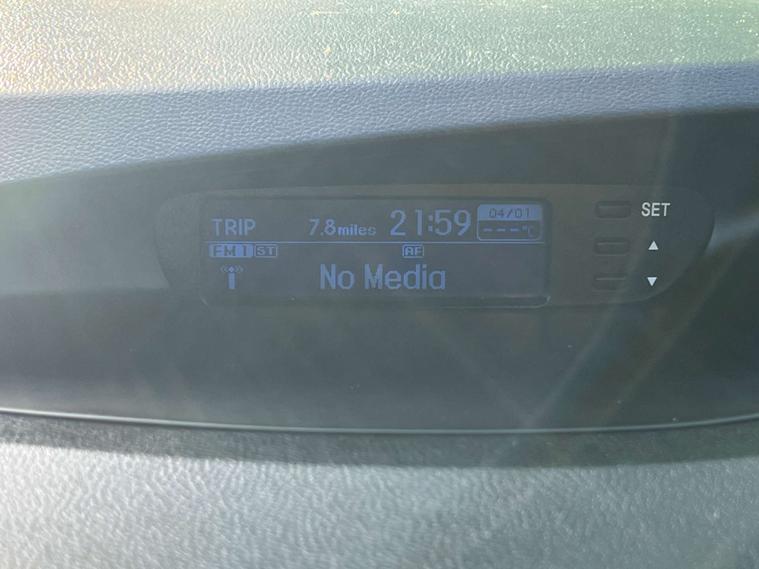 TRIP 7.8miles 21:59 04/01
---°C
SET
FM1 ST AF
▲
No Media
▼